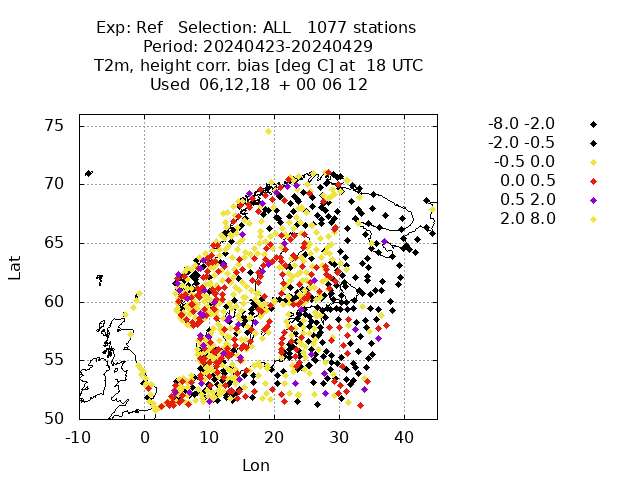 Exp: Ref   Selection: ALL   1077 stations
Period: 20240423-20240429
T2m, height corr. bias [deg C] at  18 UTC
Used  06,12,18  + 00 06 12
-8.0 -2.0
-2.0 -0.5
-0.5 0.0
0.0 0.5
0.5 2.0
2.0 8.0
75
70
65
60
55
50
Lat
-10 0 10 20 30 40
Lon